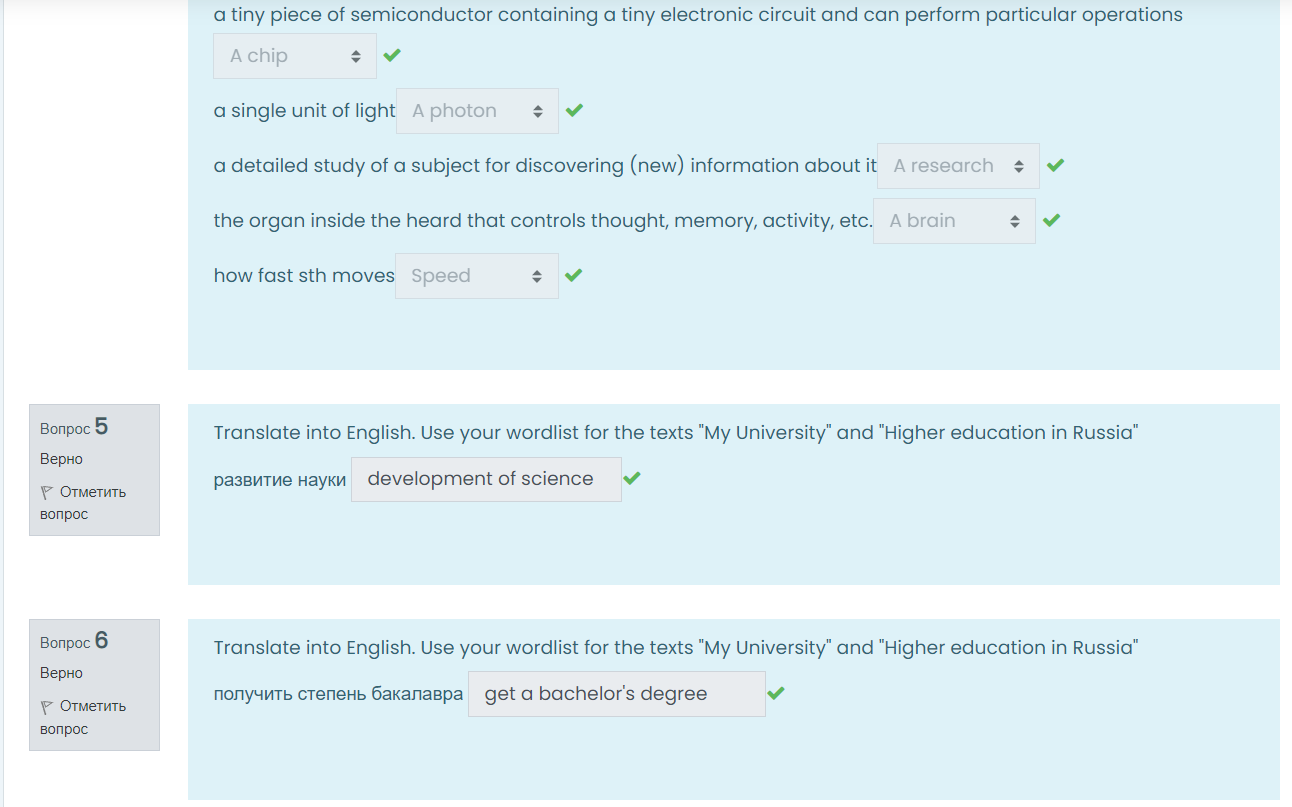 a tiny piece of semiconductor containing a tiny electronic circuit and can perform particular operations
A chip
a single unit of light A photon
a detailed study of a subject for discovering (new) information about it A research
the organ inside the heard that controls thought, memory, activity, etc. A brain
how fast sth moves Speed
Вопрос 5
Верно
Отметить
вопрос
Translate into English. Use your wordlist for the texts "My University" and "Higher education in Russia"
развитие науки development of science
Вопрос 6
Верно
Отметить
вопрос
Translate into English. Use your wordlist for the texts "My University" and "Higher education in Russia"
получить степень бакалавра get a bachelor's degree